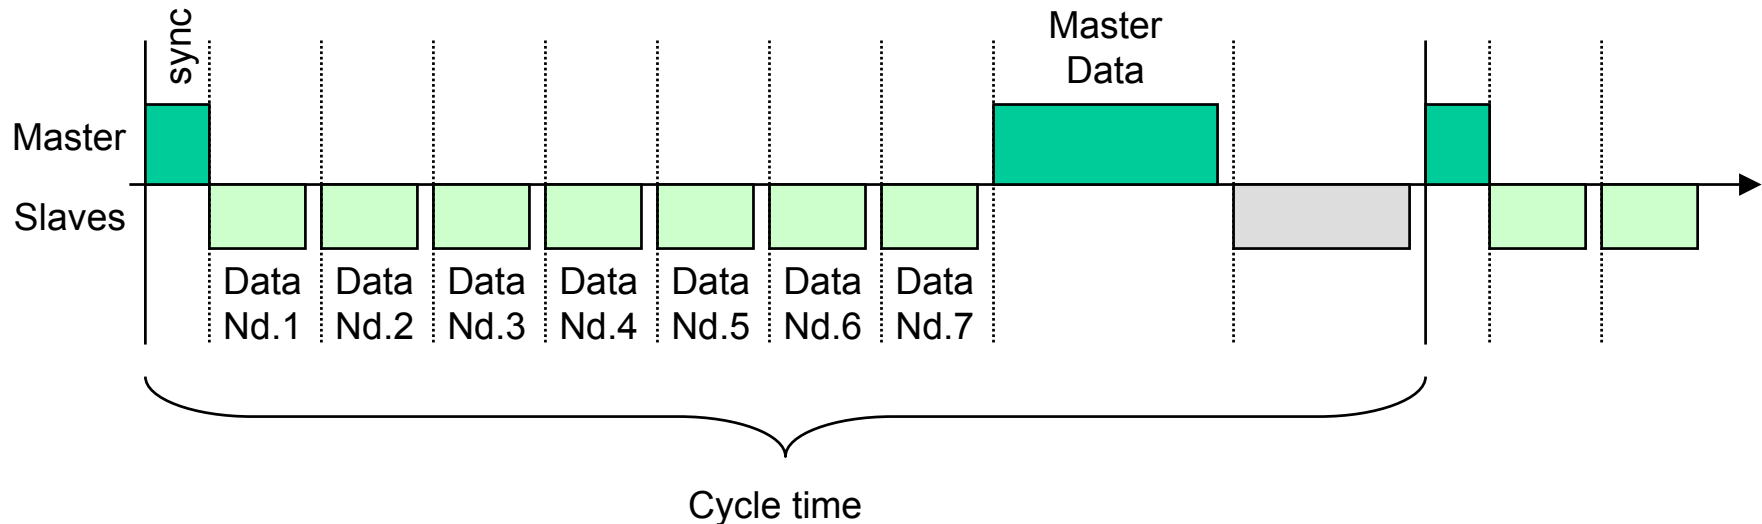 sync
Master
Data
Master
Slaves
Data
Nd.1
Data
Nd.2
Data
Nd.3
Data
Nd.4
Data
Nd.5
Data
Nd.6
Data
Nd.7
Cycle time